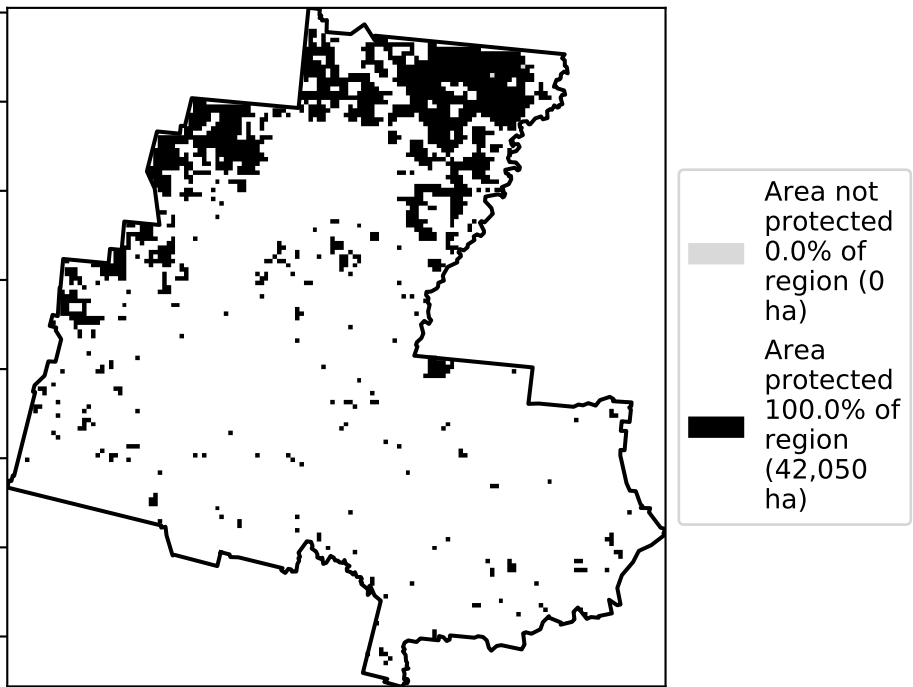 Area not
protected
0.0% of
region (0
ha)
Area
protected
100.0% of
region
(42,050
ha)